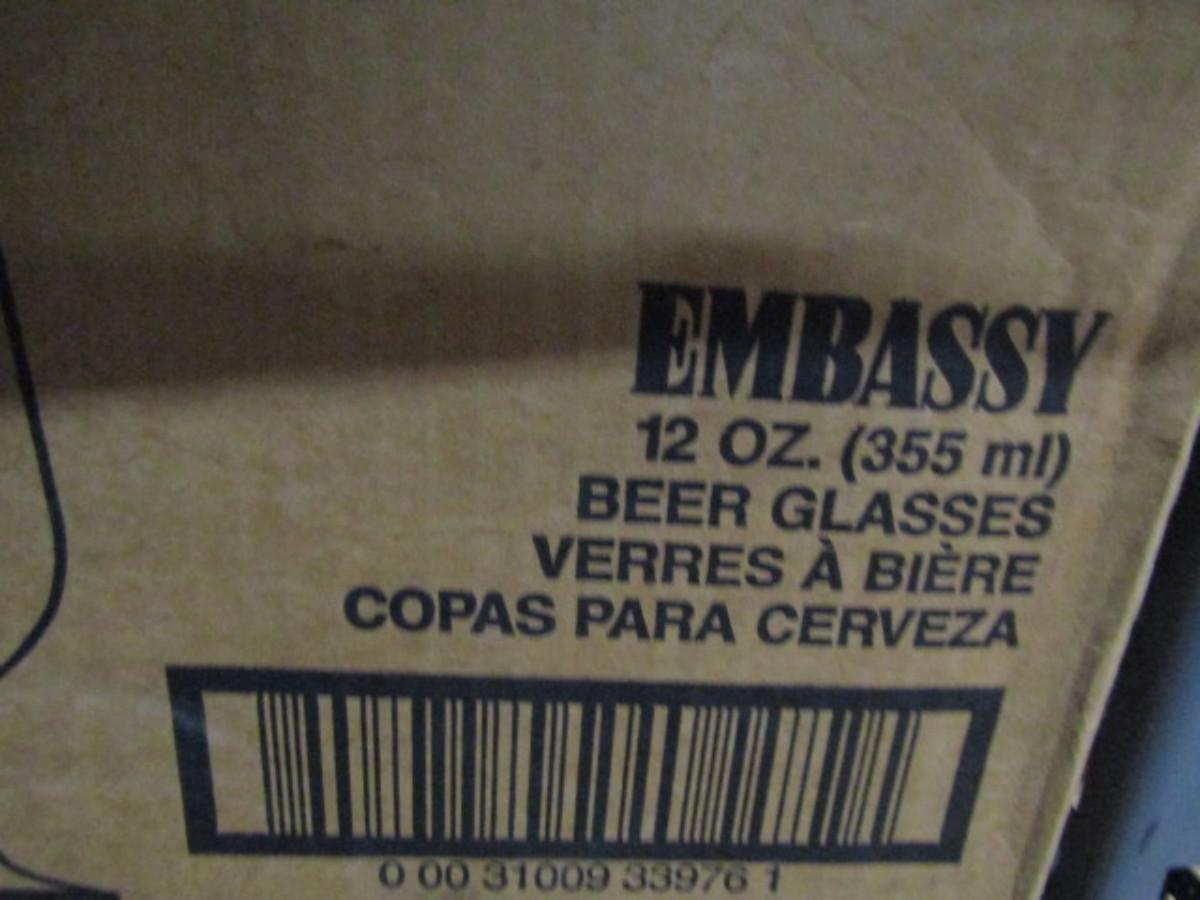 EMBASSY
12 OZ. (355 ml)
BEER GLASSES
VERRES À BIÈRE
COPAS PARA CERVEZA
0 00 31009 33976 1